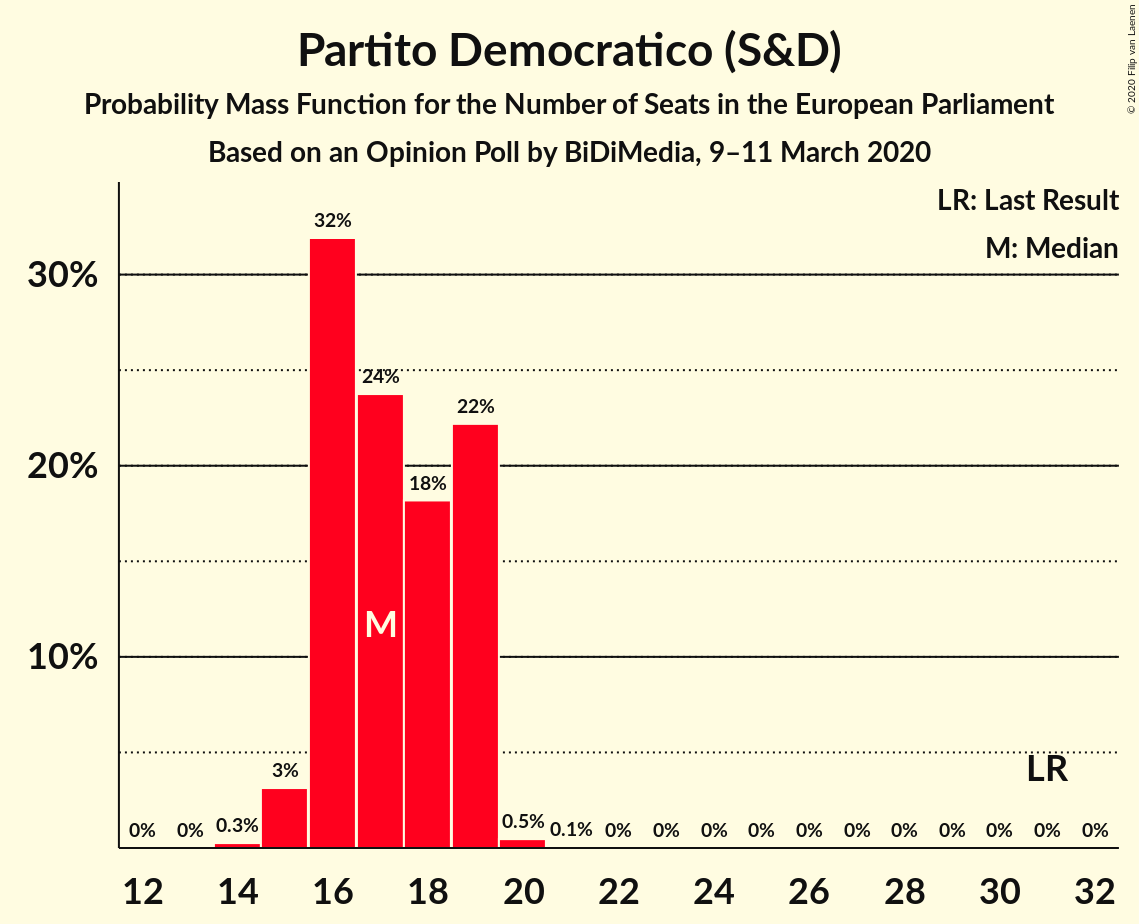 Partito Democratico (S&D)
Probability Mass Function for the Number of Seats in the European Parliament
Based on an Opinion Poll by BiDiMedia, 9–11 March 2020
© 2020 Filip van Laenen
LR: Last Result
M: Median
30%
20%
10%
0% 0% 0.3% 3% 32% 24% 18% 22% 0.5% 0.1% 0% 0% 0% 0% 0% 0% 0% 0% 0% 0% 0%
M
LR
12 14 16 18 20 22 24 26 28 30 32